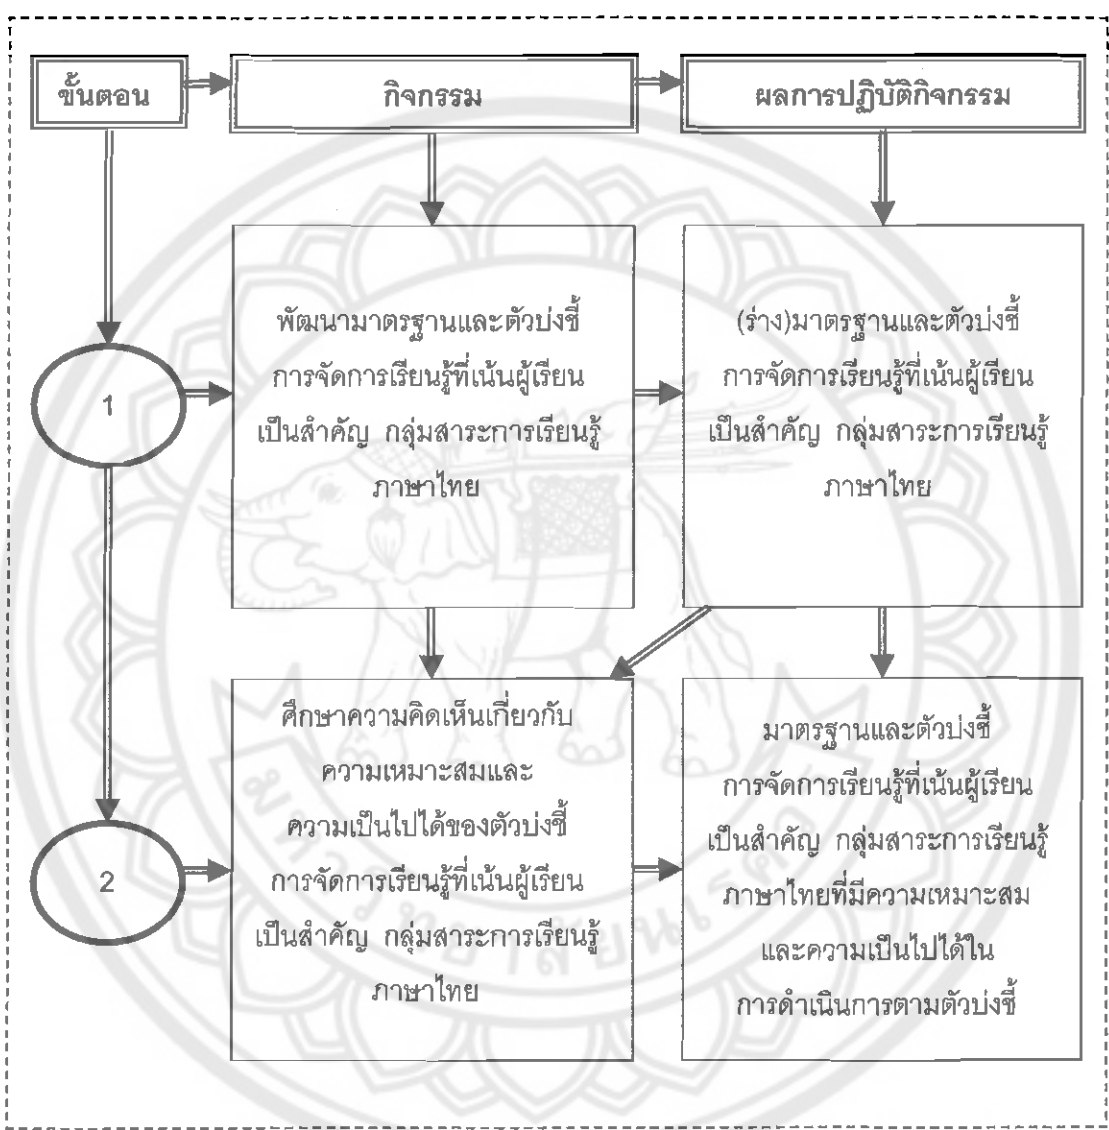 ขั้นตอน
กิจกรรม
ผลการปฏิบัติกิจกรรม
1
พัฒนามาตรฐานและตัวบ่งชี้
การจัดการเรียนรู้ที่เน้นผู้เรียน
เป็นสำคัญ กลุ่มสาระการเรียนรู้
ภาษาไทย
(ร่าง)มาตรฐานและตัวบ่งชี้
การจัดการเรียนรู้ที่เน้นผู้เรียน
เป็นสำคัญ กลุ่มสาระการเรียนรู้
ภาษาไทย
2
ศึกษาความคิดเห็นเกี่ยวกับ
ความเหมาะสมและ
ความเป็นไปได้ของตัวบ่งชี้
การจัดการเรียนรู้ที่เน้นผู้เรียน
เป็นสำคัญ กลุ่มสาระการเรียนรู้
ภาษาไทย
มาตรฐานและตัวบ่งชี้
การจัดการเรียนรู้ที่เน้นผู้เรียน
เป็นสำคัญ กลุ่มสาระการเรียนรู้
ภาษาไทยที่มีความเหมาะสม
และความเป็นไปได้ใน
การดำเนินการตามตัวบ่งชี้